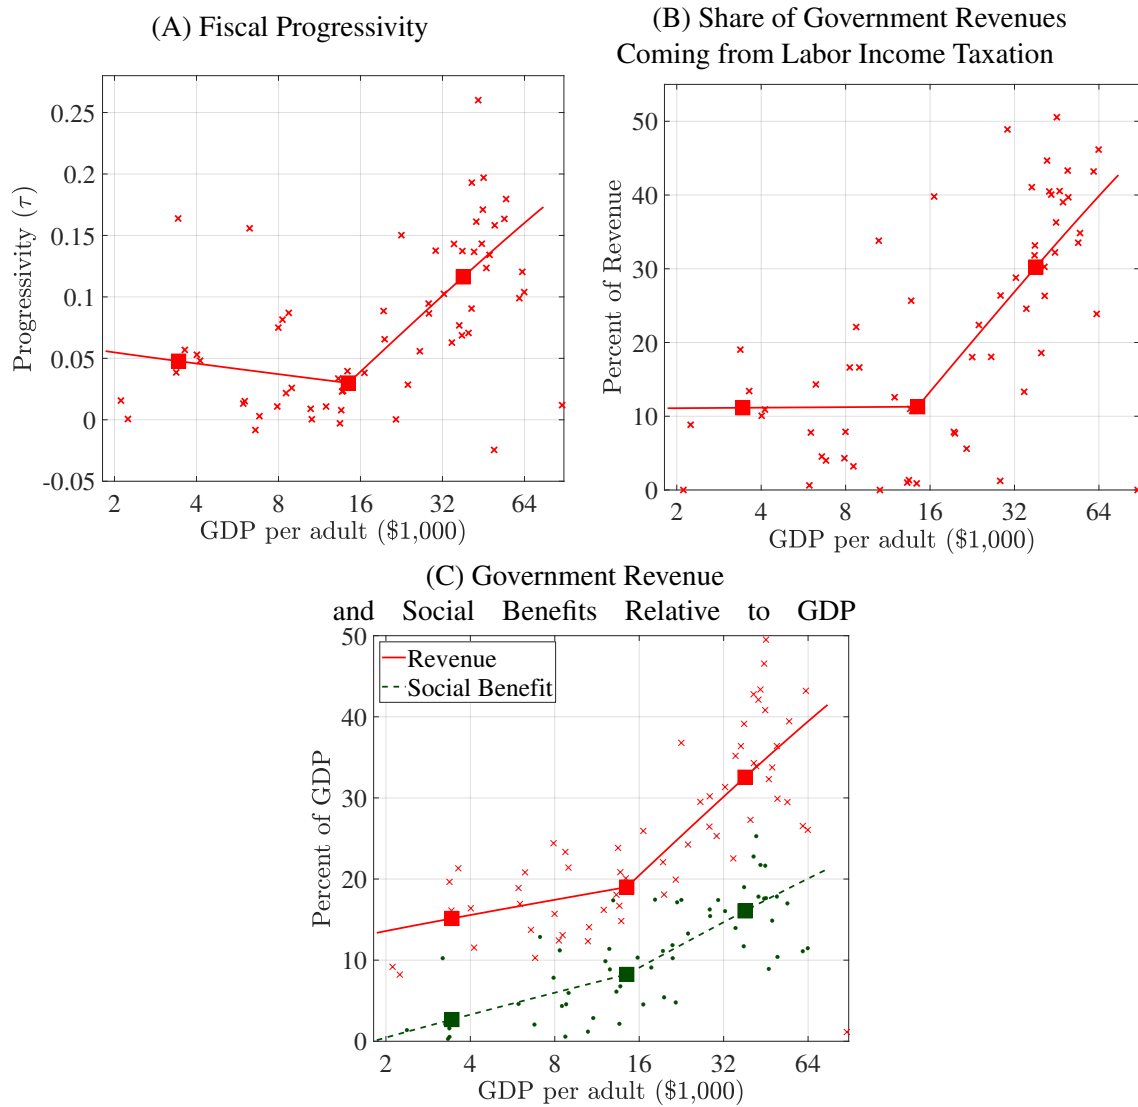 (A) Fiscal Progressivity
0.25
0.2
0.15
0.1
0.05
0
-0.05
Progressivity (τ)
2 4 8 16 32 64
GDP per adult ($1,000)
(B) Share of Government Revenues
Coming from Labor Income Taxation
50
40
30
20
10
0
Percent of Revenue
2 4 8 16 32 64
GDP per adult ($1,000)
(C) Government Revenue
and Social Benefits Relative to GDP
50
40
30
20
10
0
Percent of GDP
Revenue
Social Benefit
2 4 8 16 32 64
GDP per adult ($1,000)